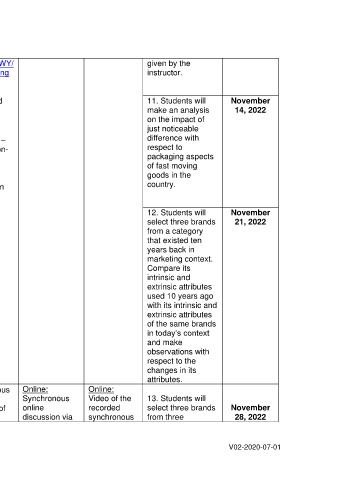 WY/
ng
given by the
instructor.
d
–
on-
n
11. Students will
make an analysis
on the impact of
just noticeable
difference with
respect to
packaging aspects
of fast moving
goods in the
country.
November
14, 2022
12. Students will
select three brands
from a category
that existed ten
years back in
marketing context.
Compare its
intrinsic and
extrinsic attributes
used 10 years ago
with its intrinsic and
extrinsic attributes
of the same brands
in today's context
and make
observations with
respect to the
changes in its
attributes.
November
21, 2022
ous
of
Online:
Synchronous
online
discussion via
Online:
Video of the
recorded
synchronous
13. Students will
select three brands
from three
November
28, 2022
V02-2020-07-01